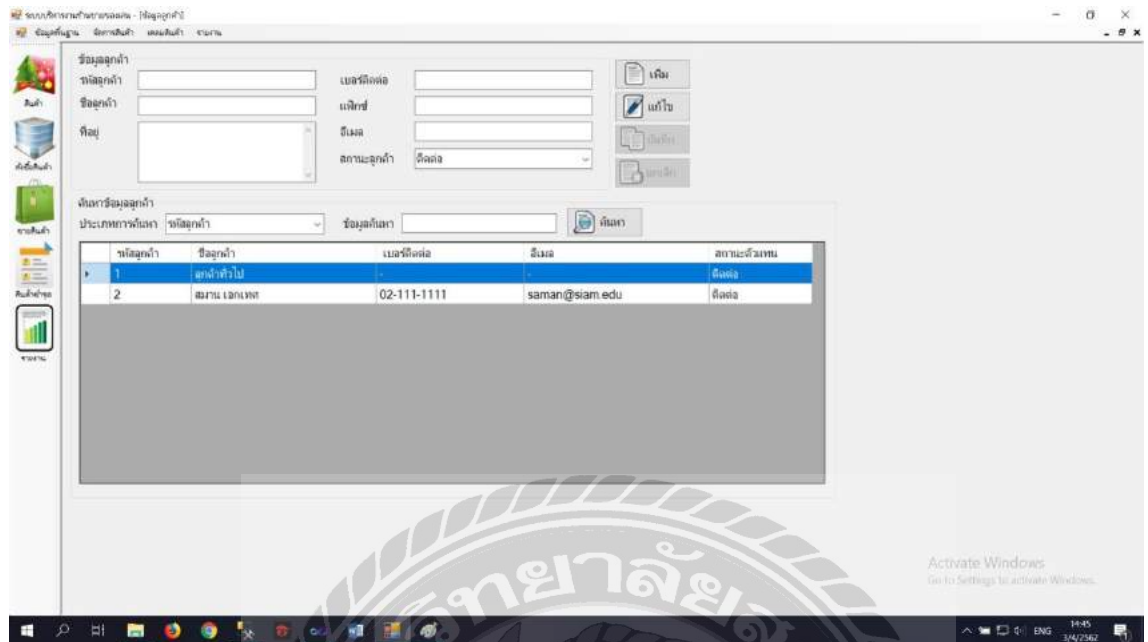 ระบบบริหารงานร้านขายของเล่น - [ข้อมูลลูกค้า]
ข้อมูลพื้นฐาน จัดการสินค้า เคลมสินค้า รายงาน
สินค้า
สั่งซื้อสินค้า
ขายสินค้า
สินค้าชำรุด
รายงาน
ข้อมูลลูกค้า
รหัสลูกค้า เบอร์ติดต่อ เพิ่ม
ชื่อลูกค้า แฟ็กซ์ แก้ไข
ที่อยู่ อีเมล บันทึก
สถานะลูกค้า ติดต่อ ยกเลิก
ค้นหาข้อมูลลูกค้า
ประเภทการค้นหา รหัสลูกค้า ข้อมูลค้นหา ค้นหา
รหัสลูกค้า ชื่อลูกค้า เบอร์ติดต่อ อีเมล สถานะตัวแทน
1 ลูกค้าทั่วไป - - ติดต่อ
2 สมาน เอกเทศ 02-111-1111 saman@siam.edu ติดต่อ
วิทยาลัยส
Activate Windows
Go to Settings to activate Windows.
ENG 14:45
3/4/2562